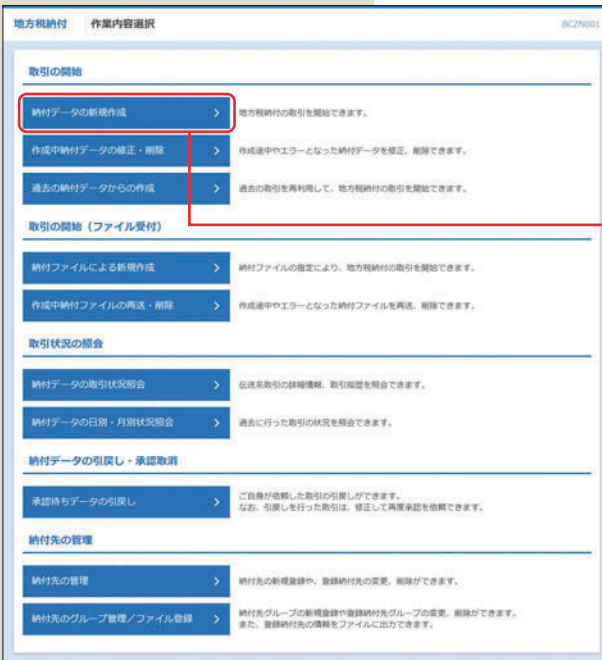 地方税納付 作業内容選択 BCZN001
取引の開始
納付データの新規作成 地方税納付の取引を開始できます。
作成中納付データの修正・削除 作成途中やエラーとなった納付データを修正、削除できます。
過去の納付データからの作成 過去の取引を再利用して、地方税納付の取引を開始できます。
取引の開始（ファイル受付）
納付ファイルによる新規作成 納付ファイルの指定により、地方税納付の取引を開始できます。
作成中納付ファイルの再送・削除 作成途中やエラーとなった納付ファイルを再送、削除できます。
取引状況の照会
納付データの取引状況照会 伝送系取引の詳細情報、取引履歴を照会できます。
納付データの日別・月別状況照会 過去に行った取引の状況を照会できます。
納付データの引戻し・承認取消
承認待ちデータの引戻し ご自身が依頼した取引の引戻しができます。
なお、引戻しを行った取引は、修正して再度承認を依頼できます。
納付先の管理
納付先の管理 納付先の新規登録や、登録納付先の変更、削除ができます。
納付先のグループ管理／ファイル登録 納付先グループの新規登録や登録納付先グループの変更、削除ができます。
また、登録納付先の情報をファイルに出力できます。